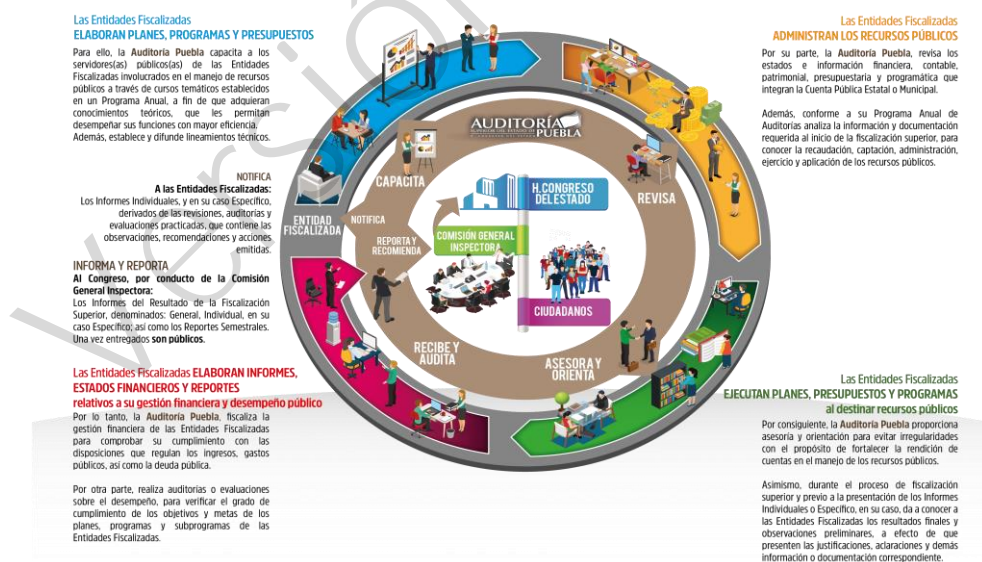 Las Entidades Fiscalizadas
ELABORAN PLANES, PROGRAMAS Y PRESUPUESTOS
Para ello, la Auditoría Puebla capacita a los
servidores(as) públicos(as) de las Entidades
Fiscalizadas involucrados en el manejo de recursos
públicos a través de cursos temáticos establecidos
en un Programa Anual, a fin de que adquieran
conocimientos teóricos, que les permitan
desempeñar sus funciones con mayor eficiencia.
Además, establece y difunde lineamientos técnicos.
NOTIFICA
A las Entidades Fiscalizadas:
Los Informes Individuales, y en su caso Específico,
derivados de las revisiones, auditorías y
evaluaciones practicadas, que contiene las
observaciones, recomendaciones y acciones
emitidas.
INFORMA Y REPORTA
Al Congreso, por conducto de la Comisión
General Inspectora:
Los Informes del Resultado de la Fiscalización
Superior, denominados: General, Individual, en su
caso Específico; así como los Reportes Semestrales.
Una vez entregados son públicos.
Las Entidades Fiscalizadas ELABORAN INFORMES,
ESTADOS FINANCIEROS Y REPORTES
relativos a su gestión financiera y desempeño público
Por lo tanto, la Auditoría Puebla, fiscaliza la
gestión financiera de las Entidades Fiscalizadas
para comprobar su cumplimiento con las
disposiciones que regulan los ingresos, gastos
públicos, así como la deuda pública.
Por otra parte, realiza auditorías o evaluaciones
sobre el desempeño, para verificar el grado de
cumplimiento de los objetivos y metas de los
planes, programas y subprogramas de las
Entidades Fiscalizadas.
AUDITORÍA
PUEBLA
CAPACITA
REVISA
ENTIDAD
FISCALIZADA
NOTIFICA
REPORTA Y
RECOMIENDA
H.CONGRESO
DEL ESTADO
COMISIÓN GENERAL
INSPECTORA
CIUDADANOS
RECIBE Y
AUDITA
ASESORA Y
ORIENTA
Las Entidades Fiscalizadas
ADMINISTRAN LOS RECURSOS PÚBLICOS
Por su parte, la Auditoría Puebla, revisa los
estados e información financiera, contable,
patrimonial, presupuestaria y programática que
integran la Cuenta Pública Estatal o Municipal.
Además, conforme a su Programa Anual de
Auditorías analiza la información y documentación
requerida al inicio de la fiscalización superior, para
conocer la recaudación, captación, administración,
ejercicio y aplicación de los recursos públicos.
Las Entidades Fiscalizadas
EJECUTAN PLANES, PRESUPUESTOS Y PROGRAMAS
al destinar recursos públicos
Por consiguiente, la Auditoría Puebla proporciona
asesoría y orientación para evitar irregularidades
con el propósito de fortalecer la rendición de
cuentas en el manejo de los recursos públicos.
Asimismo, durante el proceso de fiscalización
superior y previo a la presentación de los Informes
Individuales o Específico, en su caso, da a conocer a
las Entidades Fiscalizadas los resultados finales y
observaciones preliminares, a efecto de que
presenten las justificaciones, aclaraciones y demás
información o documentación correspondiente.